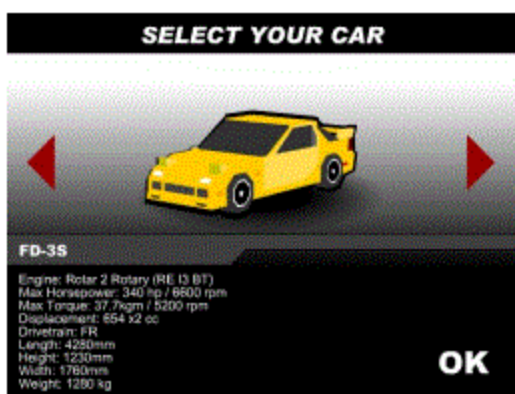 SELECT YOUR CAR
FD-3S
Engine: Rotar 2 Rotary (RE I3 BT)
Max Horsepower: 340 hp / 6600 rpm
Max Torque: 37.7kgm / 5200 rpm
Displacement: 654 x2 cc
Drivetrain: FR
Length: 4280mm
Height: 1230mm
Width: 1760mm
Weight: 1280 kg
OK